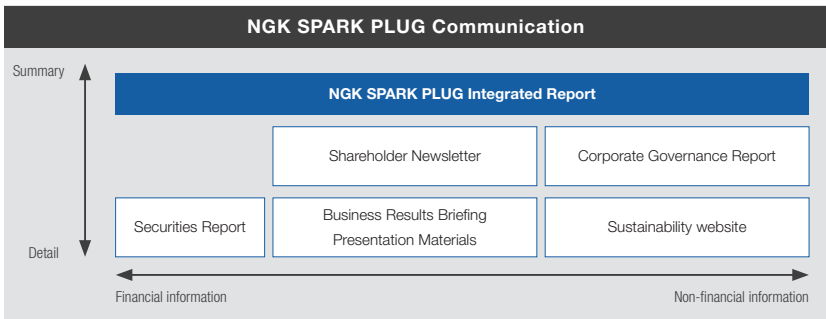 NGK SPARK PLUG Communication
Summary
NGK SPARK PLUG Integrated Report
Shareholder Newsletter
Corporate Governance Report
Securities Report
Business Results Briefing
Presentation Materials
Sustainability website
Detail
Financial information
Non-financial information